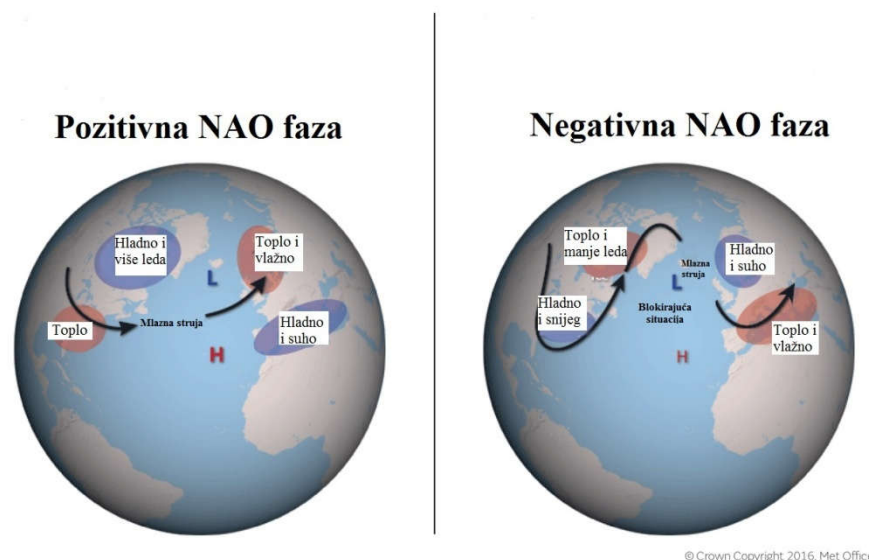 Pozitivna NAO faza
Hladno i
više leda
Toplo i
vlažno
L
Toplo
Mlazna struja
Hladno
i suho
H
Negativna NAO faza
Toplo i
manje leda
Hladno
i suho
Mlazna
struja
L
Hladno
i snijeg
Blokirajuća
situacija
Toplo i
vlažno
H
© Crown Copyright 2016, Met Office